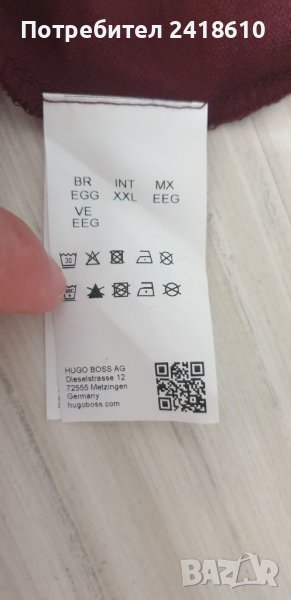 Потребител 2418610
BR INT MX
EGG XXL EEG
VE
EEG
30
HUGO BOSS AG
Dieselstrasse 12
72555 Metzingen
Germany
hugoboss.com
BAZAR